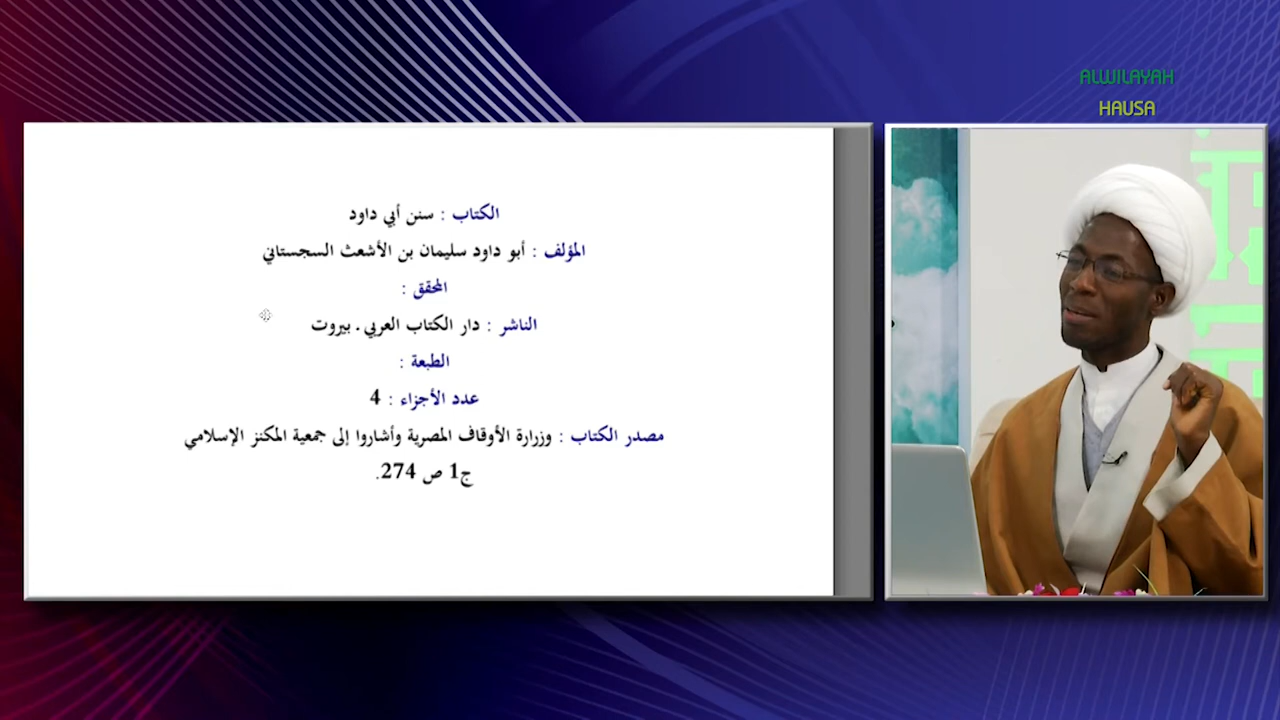 ALWILAYAH
HAUSA
الكتاب : سنن أبي داود
المؤلف : أبو داود سليمان بن الأشعث السجستاني
المحقق :
الناشر : دار الكتاب العربي ـ بيروت
الطبعة :
عدد الأجزاء : 4
مصدر الكتاب : وزارة الأوقاف المصرية وأشاروا إلى جمعية المكنز الإسلامي
ج1 ص 274.